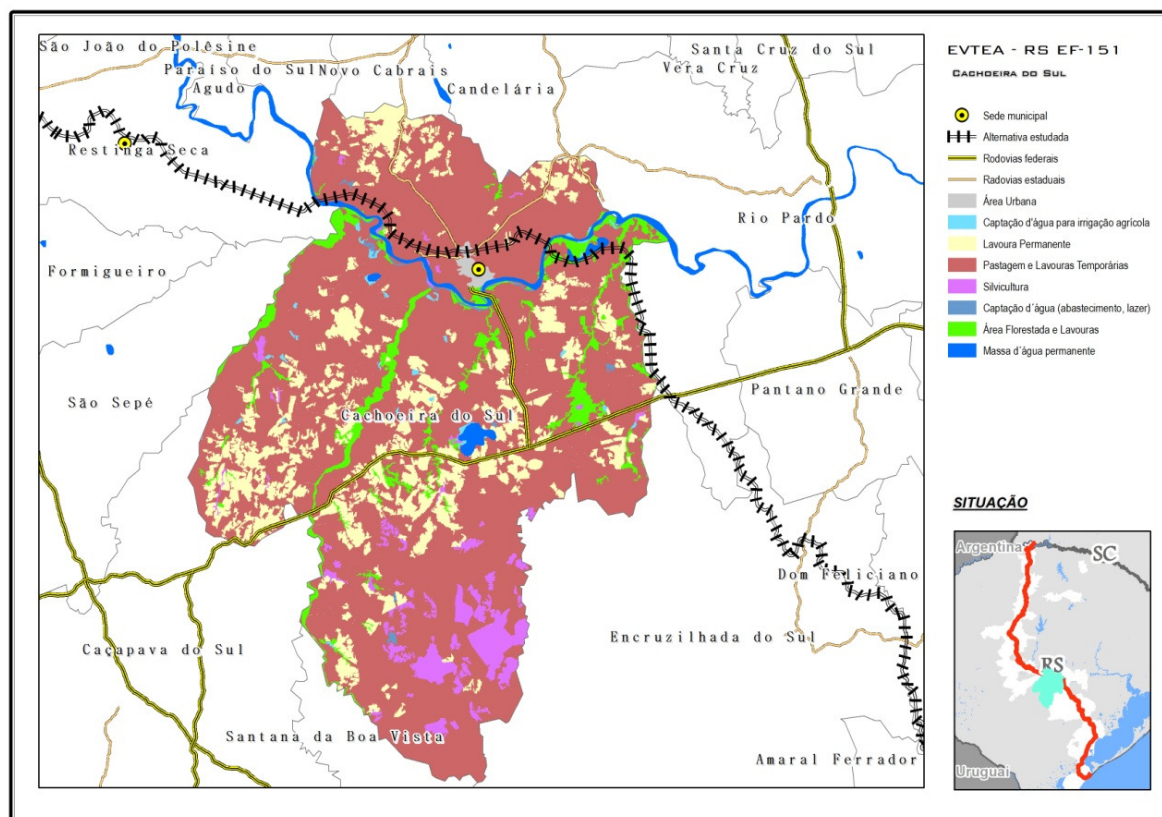 São João do Polêsine
Paraíso do Sul
Novo Cabrais
Agudo
Candelária
Santa Cruz do Sul
Vera Cruz
Restinga Seca
Rio Pardo
Formigueiro
São Sepé
Cachoeira do Sul
Pantano Grande
Dom Feliciano
Encruzilhada do Sul
Caçapava do Sul
Santana da Boa Vista
Amaral Ferrador
EVTEA - RS EF-151
Cachoeira do Sul
Sede municipal
Alternativa estudada
Rodovias federais
Radovias estaduais
Área Urbana
Captação d'água para irrigação agrícola
Lavoura Permanente
Pastagem e Lavouras Temporárias
Silvicultura
Captação d´água (abastecimento, lazer)
Área Florestada e Lavouras
Massa d´água permanente
SITUAÇÃO
Argentina
SC
RS
Uruguai